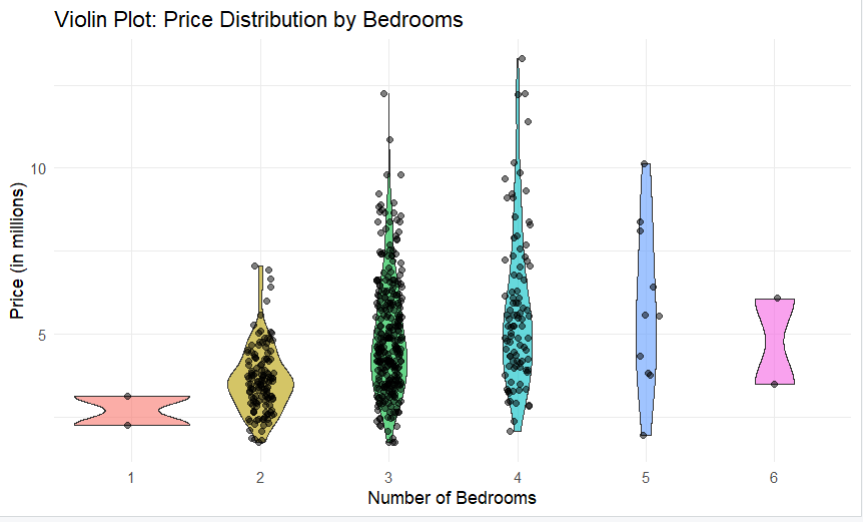 Violin Plot: Price Distribution by Bedrooms
Price (in millions)
10
5
1 2 3 4 5 6
Number of Bedrooms